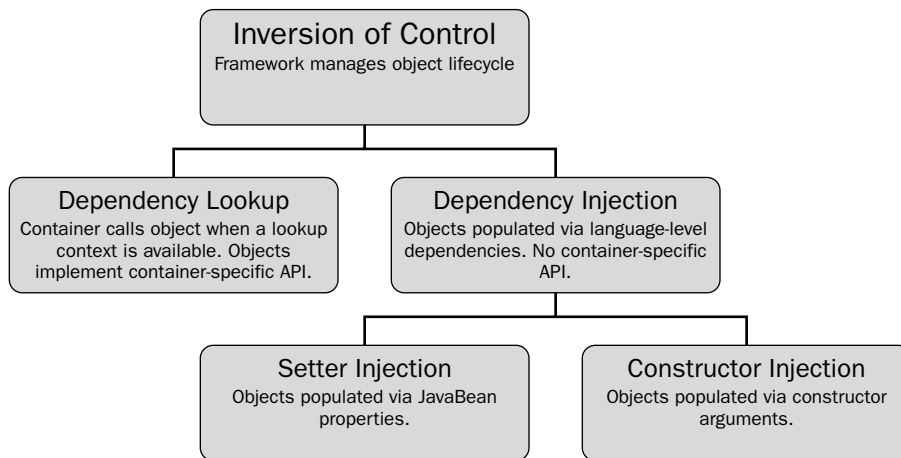 Inversion of Control
Framework manages object lifecycle
Dependency Lookup
Container calls object when a lookup
context is available. Objects
implement container-specific API.
Dependency Injection
Objects populated via language-level
dependencies. No container-specific
API.
Setter Injection
Objects populated via JavaBean
properties.
Constructor Injection
Objects populated via constructor
arguments.